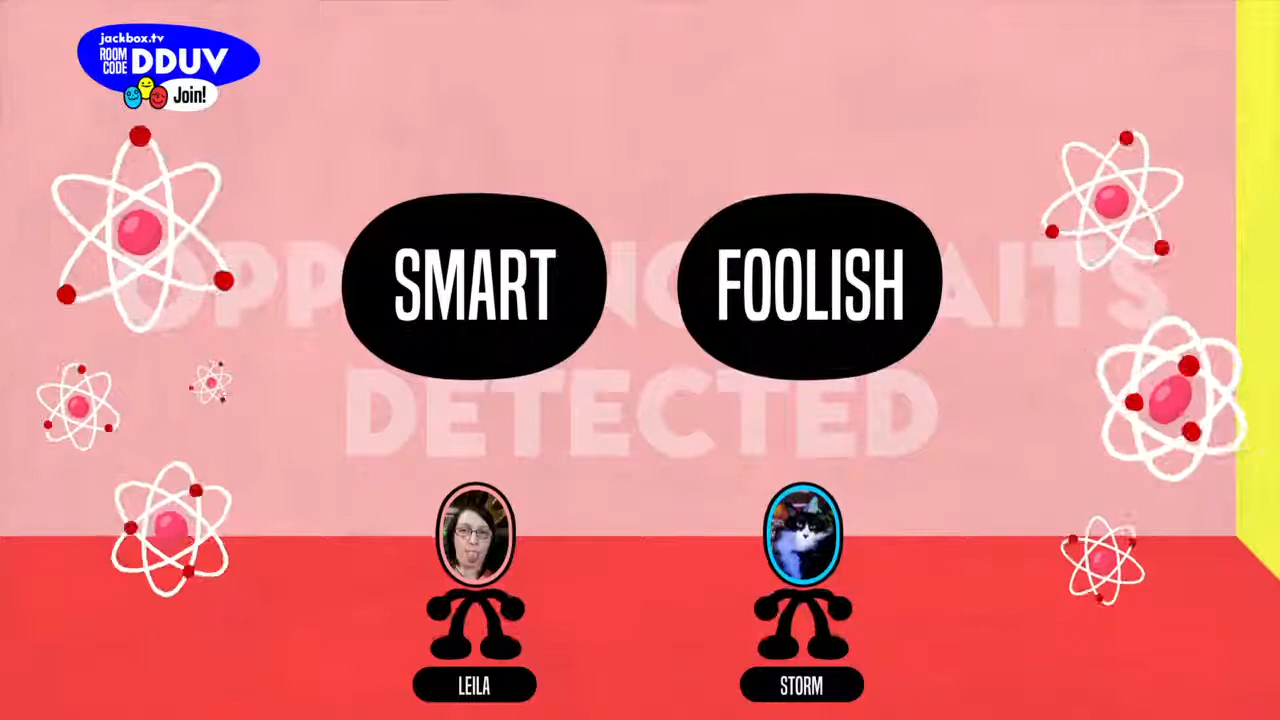 jackbox.tv
ROOM CODE DDUV
Join!
SMART
FOOLISH
DETECTED
LEILA
STORM